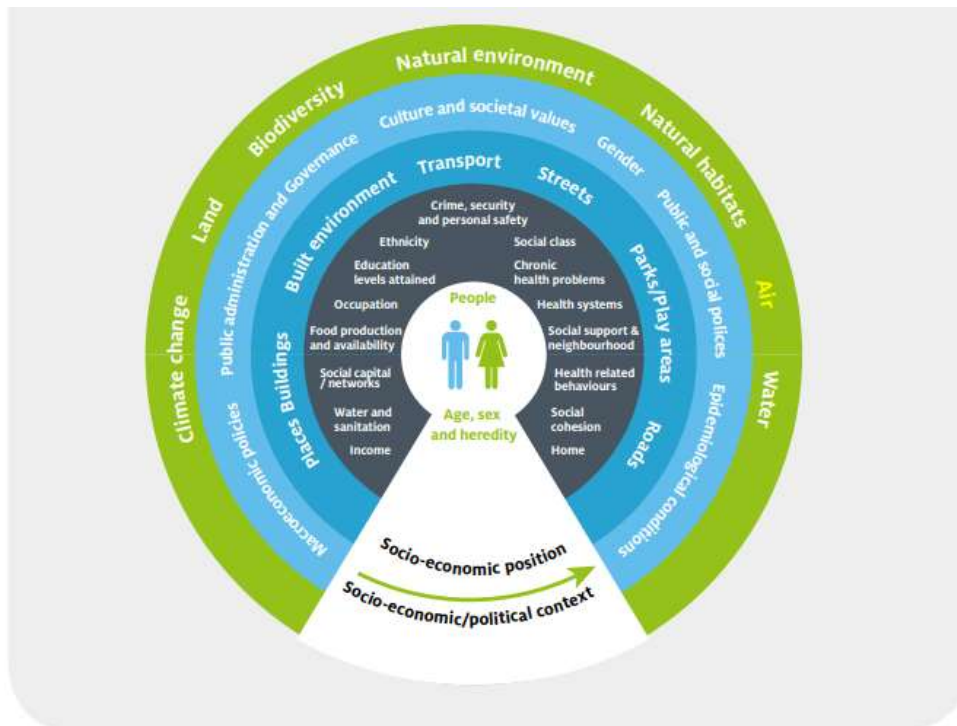 Natural environment
Biodiversity
Natural habitats
Land
Air
Climate change
Water
Culture and societal values
Public administration and Governance
Gender
Public and social polices
Macroeconomic policies
Epidemiological conditions
Transport
Built environment
Streets
Parks/Play areas
Buildings
Places
Roads
Crime, security
and personal safety
Ethnicity
Social class
Education
levels attained
Chronic
health problems
Occupation
Health systems
Food production
and availability
Social support &
neighbourhood
Social capital
/ networks
Health related
behaviours
Water and
sanitation
Social
cohesion
Income
Home
People
Age, sex
and heredity
Socio-economic position
Socio-economic/political context